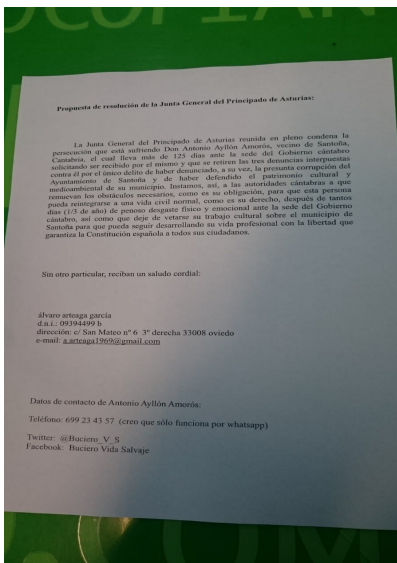 Propuesta de resolución de la Junta General del Principado de Asturias:
La Junta General del Principado de Asturias reunida en pleno condena la
persecución que está sufriendo Don Antonio Ayllón Amorós, vecino de Santoña,
Cantabria, el cual lleva más de 125 días ante la sede del Gobierno cántabro
solicitando ser recibido por el mismo y que se retiren las tres denuncias interpuestas
contra él por el único delito de haber denunciado, a su vez, la presunta corrupción del
Ayuntamiento de Santoña y de haber defendido el patrimonio cultural y
medioambiental de su municipio. Instamos, así, a las autoridades cántabras a que
remuevan los obstáculos necesarios, como es su obligación, para que esta persona
pueda reintegrarse a una vida civil normal, como es su derecho, después de tantos
días (1/3 de año) de penoso desgaste físico y emocional ante la sede del Gobierno
cántabro, así como que deje de vetarse su trabajo cultural sobre el municipio de
Santoña para que pueda seguir desarrollando su vida profesional con la libertad que
garantiza la Constitución española a todos sus ciudadanos.
Sin otro particular, reciban un saludo cordial:
álvaro arteaga garcía
d.n.i.: 09394499 b
dirección: c/ San Mateo nº 6 3º derecha 33008 oviedo
e-mail: a.arteaga1969@gmail.com
Datos de contacto de Antonio Ayllón Amorós:
Teléfono: 699 23 43 57 (creo que sólo funciona por whatsapp)
Twitter: @Buciero_V_S
Facebook: Buciero Vida Salvaje